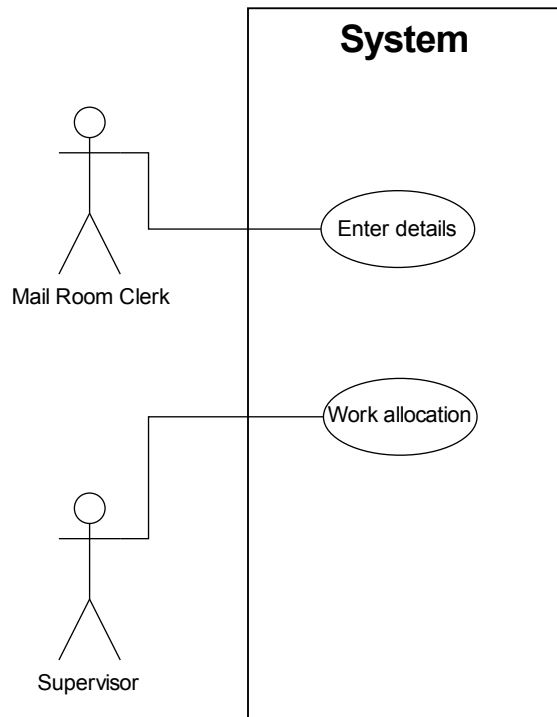 System
Enter details
Mail Room Clerk
Work allocation
Supervisor